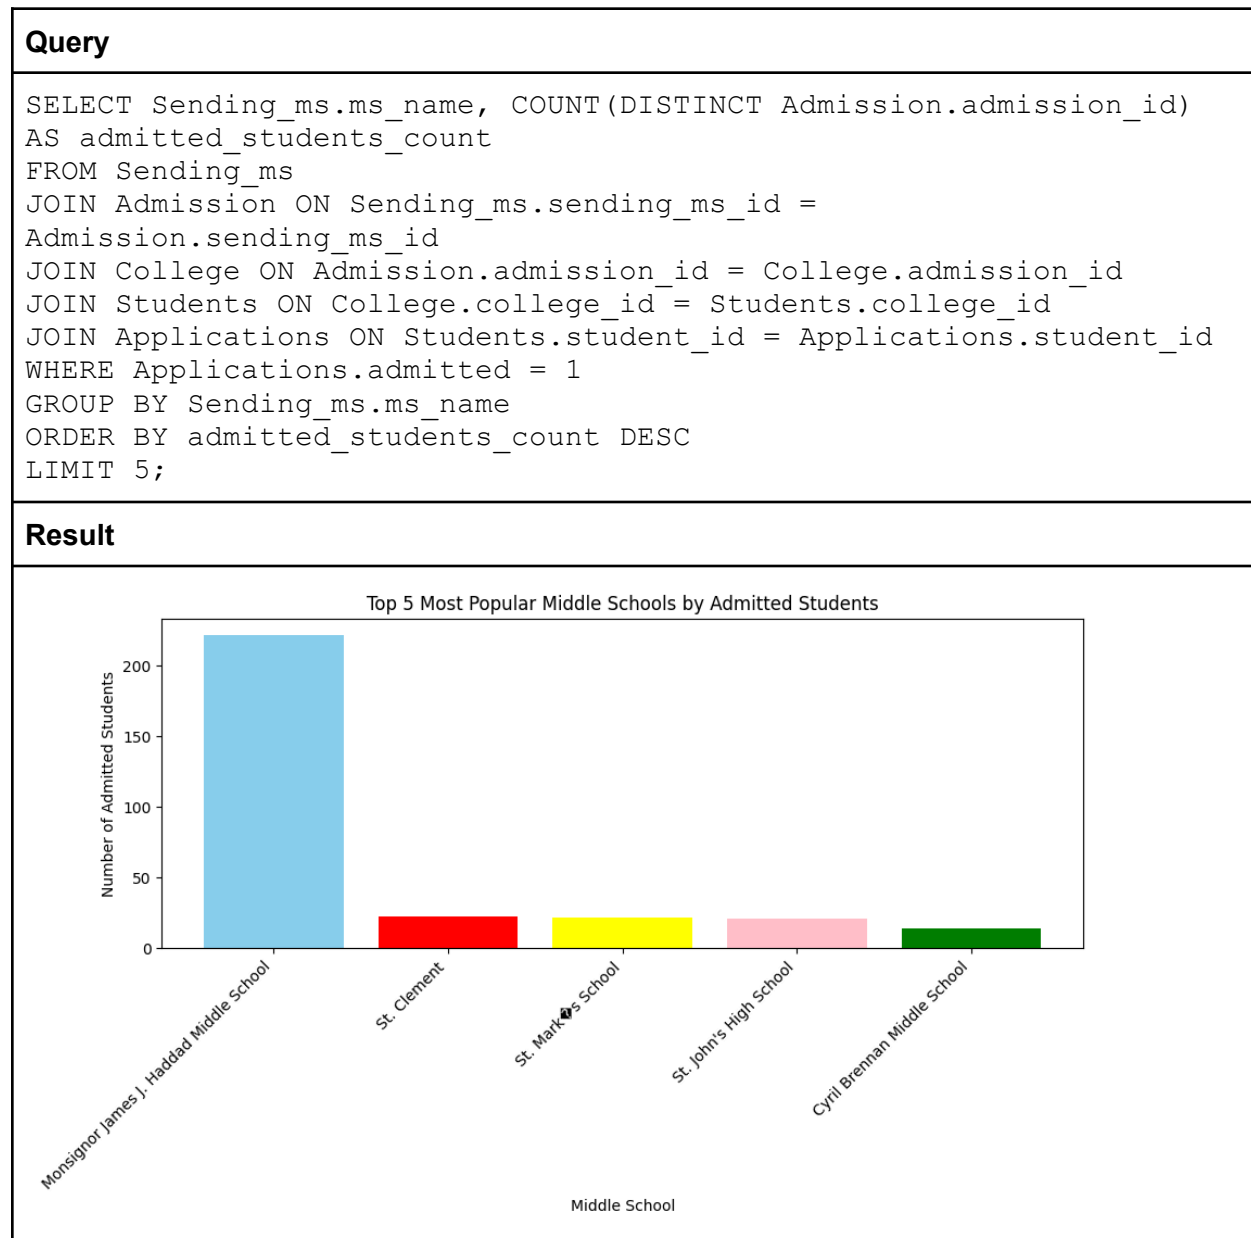 Query
SELECT Sending_ms.ms_name, COUNT(DISTINCT Admission.admission_id)
AS admitted_students_count
FROM Sending_ms
JOIN Admission ON Sending_ms.sending_ms_id =
Admission.sending_ms_id
JOIN College ON Admission.admission_id = College.admission_id
JOIN Students ON College.college_id = Students.college_id
JOIN Applications ON Students.student_id = Applications.student_id
WHERE Applications.admitted = 1
GROUP BY Sending_ms.ms_name
ORDER BY admitted_students_count DESC
LIMIT 5;
Result
Top 5 Most Popular Middle Schools by Admitted Students
Number of Admitted Students
200
150
100
50
0
Monsignor James J. Haddad Middle School
St. Clement
St. Mark�s School
St. John's High School
Cyril Brennan Middle School
Middle School